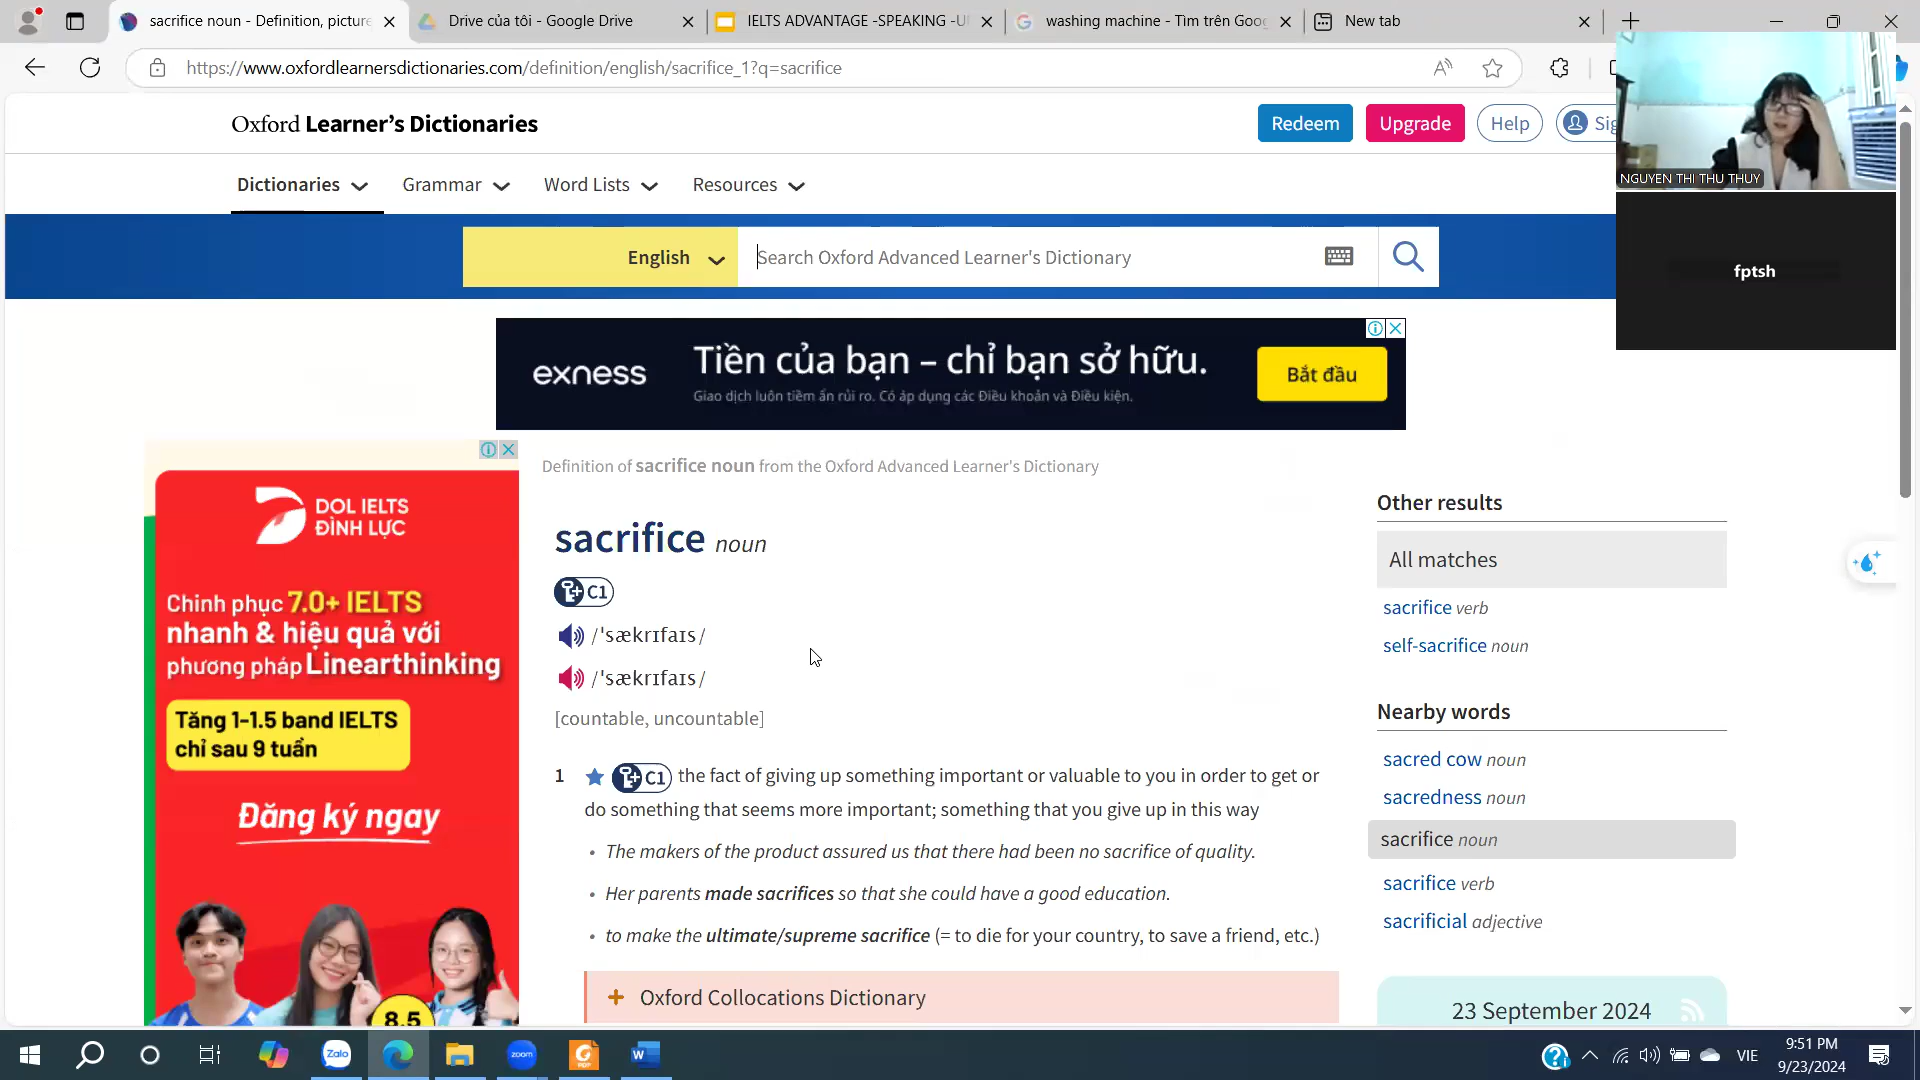 sacrifice noun - Definition, picture
Drive của tôi - Google Drive
IELTS ADVANTAGE -SPEAKING -U
washing machine - Tìm trên Goog
New tab
https://www.oxfordlearnersdictionaries.com/definition/english/sacrifice_1?q=sacrifice
Oxford Learner's Dictionaries
Redeem
Upgrade
Help
Sig
NGUYEN THI THU THUY
fptsh
Dictionaries
Grammar
Word Lists
Resources
English
Search Oxford Advanced Learner's Dictionary
exness
Tiền của bạn – chỉ bạn sở hữu.
Giao dịch luôn tiềm ẩn rủi ro. Có áp dụng các Điều khoản và Điều kiện.
Bắt đầu
DOL IELTS
ĐÌNH LỰC
Chinh phục 7.0+ IELTS
nhanh & hiệu quả với
phương pháp Linearthinking
Tăng 1-1.5 band IELTS
chỉ sau 9 tuần
Đăng ký ngay
8.5
Definition of sacrifice noun from the Oxford Advanced Learner's Dictionary
sacrifice noun
C1
/ˈsækrɪfaɪs/
/ˈsækrɪfaɪs/
[countable, uncountable]
1 C1 the fact of giving up something important or valuable to you in order to get or
do something that seems more important; something that you give up in this way
• The makers of the product assured us that there had been no sacrifice of quality.
• Her parents made sacrifices so that she could have a good education.
• to make the ultimate/supreme sacrifice (= to die for your country, to save a friend, etc.)
+ Oxford Collocations Dictionary
Other results
All matches
sacrifice verb
self-sacrifice noun
Nearby words
sacred cow noun
sacredness noun
sacrifice noun
sacrifice verb
sacrificial adjective
23 September 2024
Zalo
zoom
VIE
9:51 PM
9/23/2024